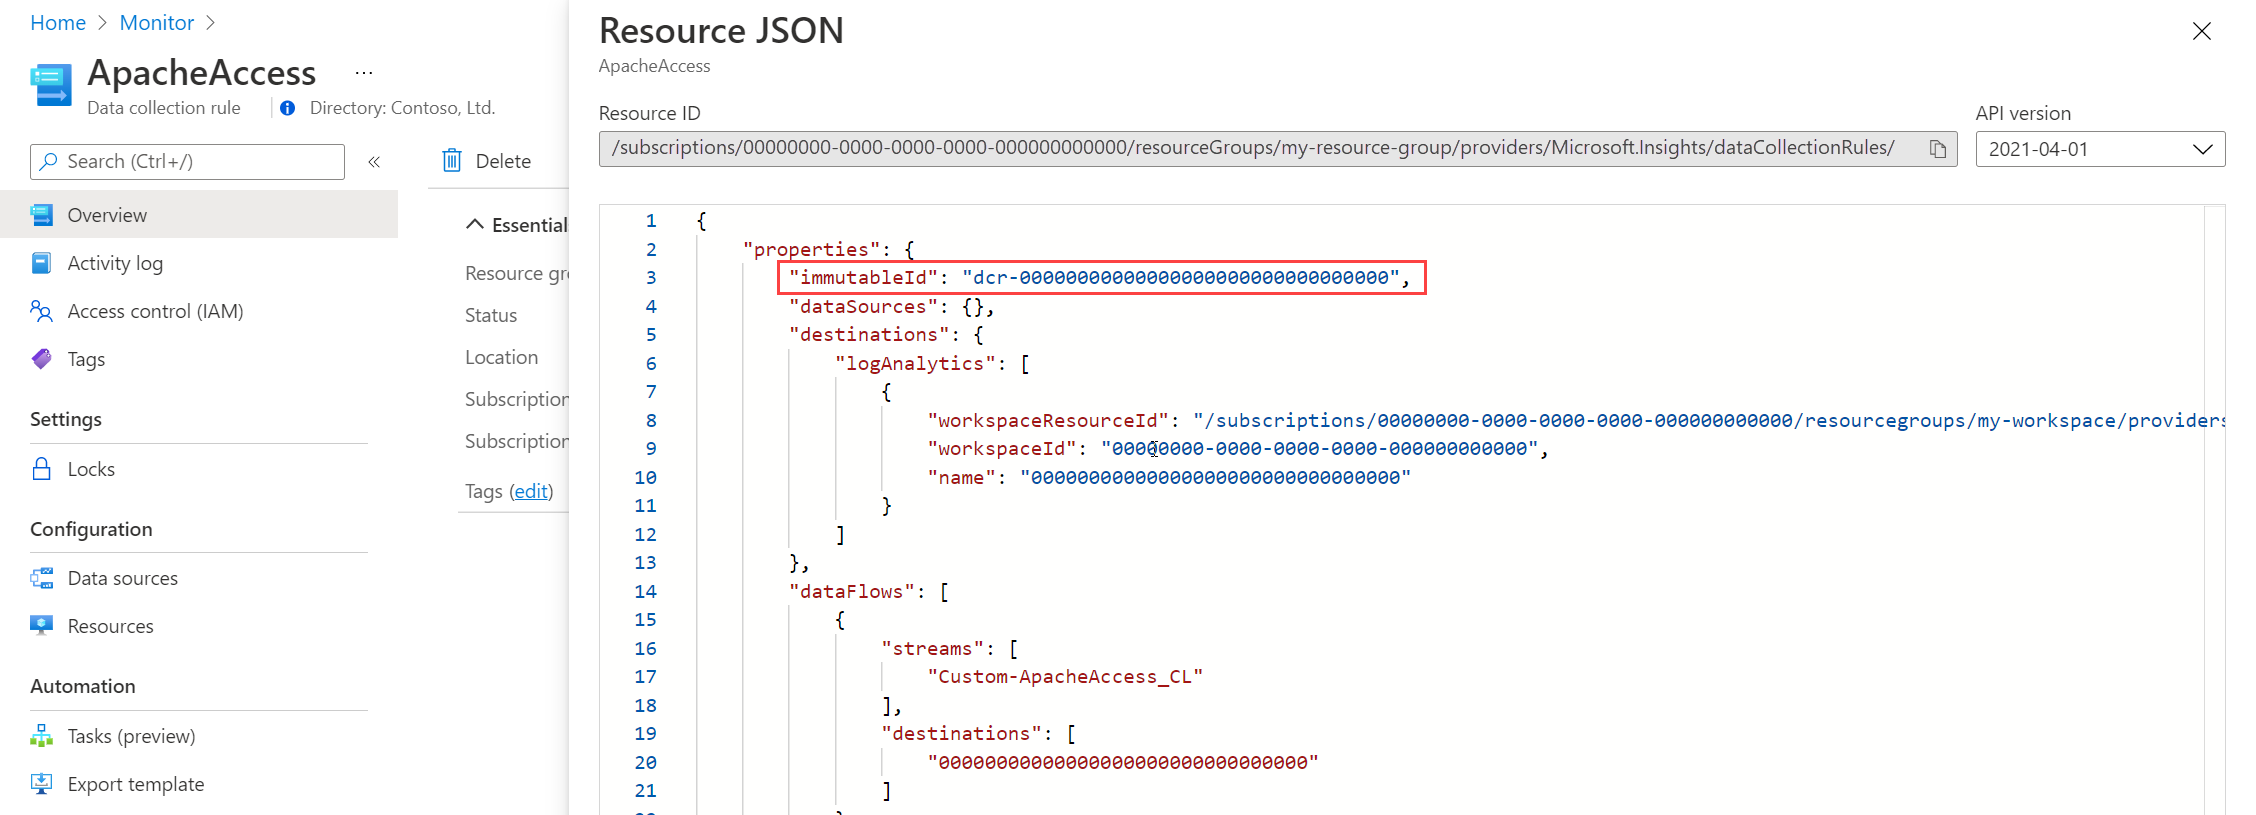 Home > Monitor >
ApacheAccess ...
Data collection rule | Directory: Contoso, Ltd.
Search (Ctrl+/) «
Overview
Activity log
Access control (IAM)
Tags
Settings
Locks
Configuration
Data sources
Resources
Automation
Tasks (preview)
Export template
Delete
Essential
Resource gr
Status
Location
Subscription
Subscription
Tags (edit)
Resource JSON
ApacheAccess
Resource ID
/subscriptions/00000000-0000-0000-0000-000000000000/resourceGroups/my-resource-group/providers/Microsoft.Insights/dataCollectionRules/
API version
2021-04-01
1 {
2 "properties": {
3 "immutableId": "dcr-00000000000000000000000000000000",
4 "dataSources": {},
5 "destinations": {
6 "logAnalytics": [
7 {
8 "workspaceResourceId": "/subscriptions/00000000-0000-0000-0000-000000000000/resourcegroups/my-workspace/providers
9 "workspaceId": "00000000-0000-0000-0000-000000000000",
10 "name": "00000000000000000000000000000000"
11 }
12 ]
13 },
14 "dataFlows": [
15 {
16 "streams": [
17 "Custom-ApacheAccess_CL"
18 ],
19 "destinations": [
20 "00000000000000000000000000000000"
21 ]